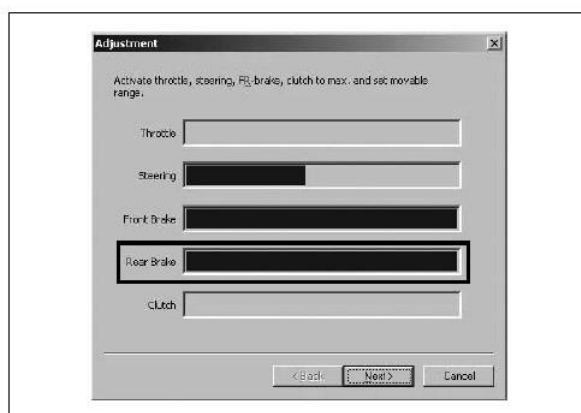 Adjustment
Activate throttle, steering, FR-brake, clutch to max. and set movable
range.
Throttle
Steering
Front Brake
Rear Brake
Clutch
< Back
Next >
Cancel